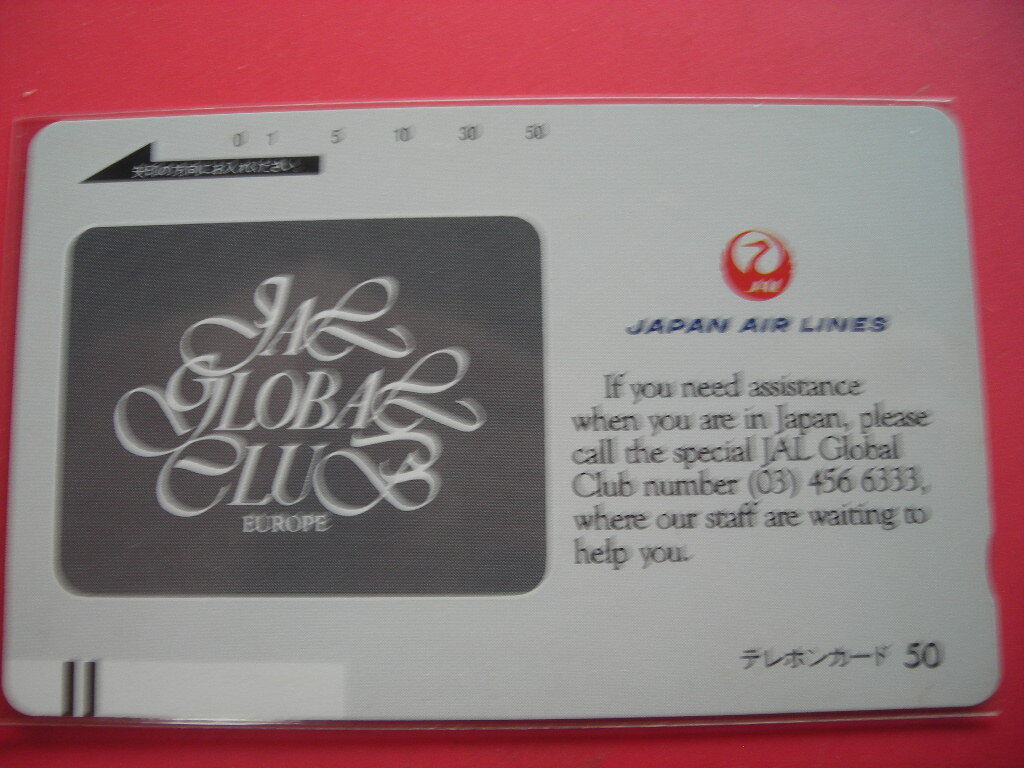 0 1 5 10 30 50
矢印の方向にお入れください
JAL
GLOBAL
CLUB
EUROPE
JAL
JAPAN AIR LINES
If you need assistance
when you are in Japan, please
call the special JAL Global
Club number (03) 456 6333,
where our staff are waiting to
help you.
テレホンカード 50